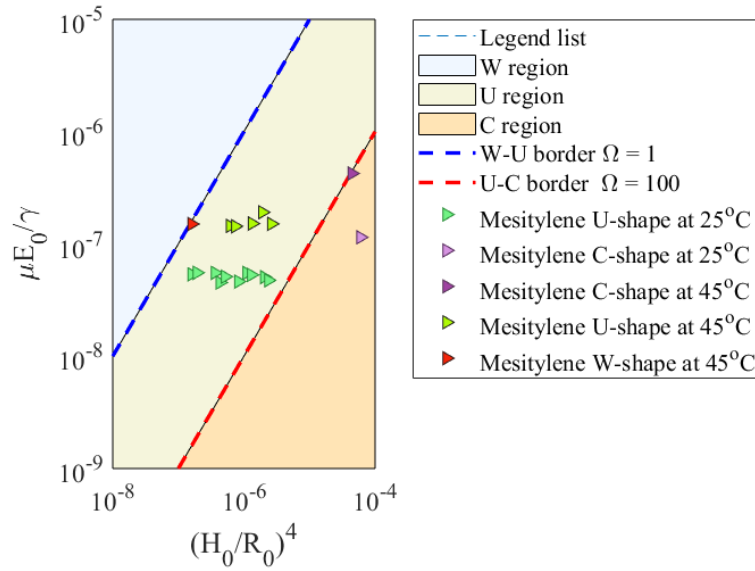 10⁻⁵
10⁻⁶
10⁻⁷
10⁻⁸
10⁻⁹
μE₀/γ
10⁻⁸ 10⁻⁶ 10⁻⁴
(H₀/R₀)⁴
Legend list
W region
U region
C region
W-U border Ω = 1
U-C border Ω = 100
Mesitylene U-shape at 25°C
Mesitylene C-shape at 25°C
Mesitylene C-shape at 45°C
Mesitylene U-shape at 45°C
Mesitylene W-shape at 45°C